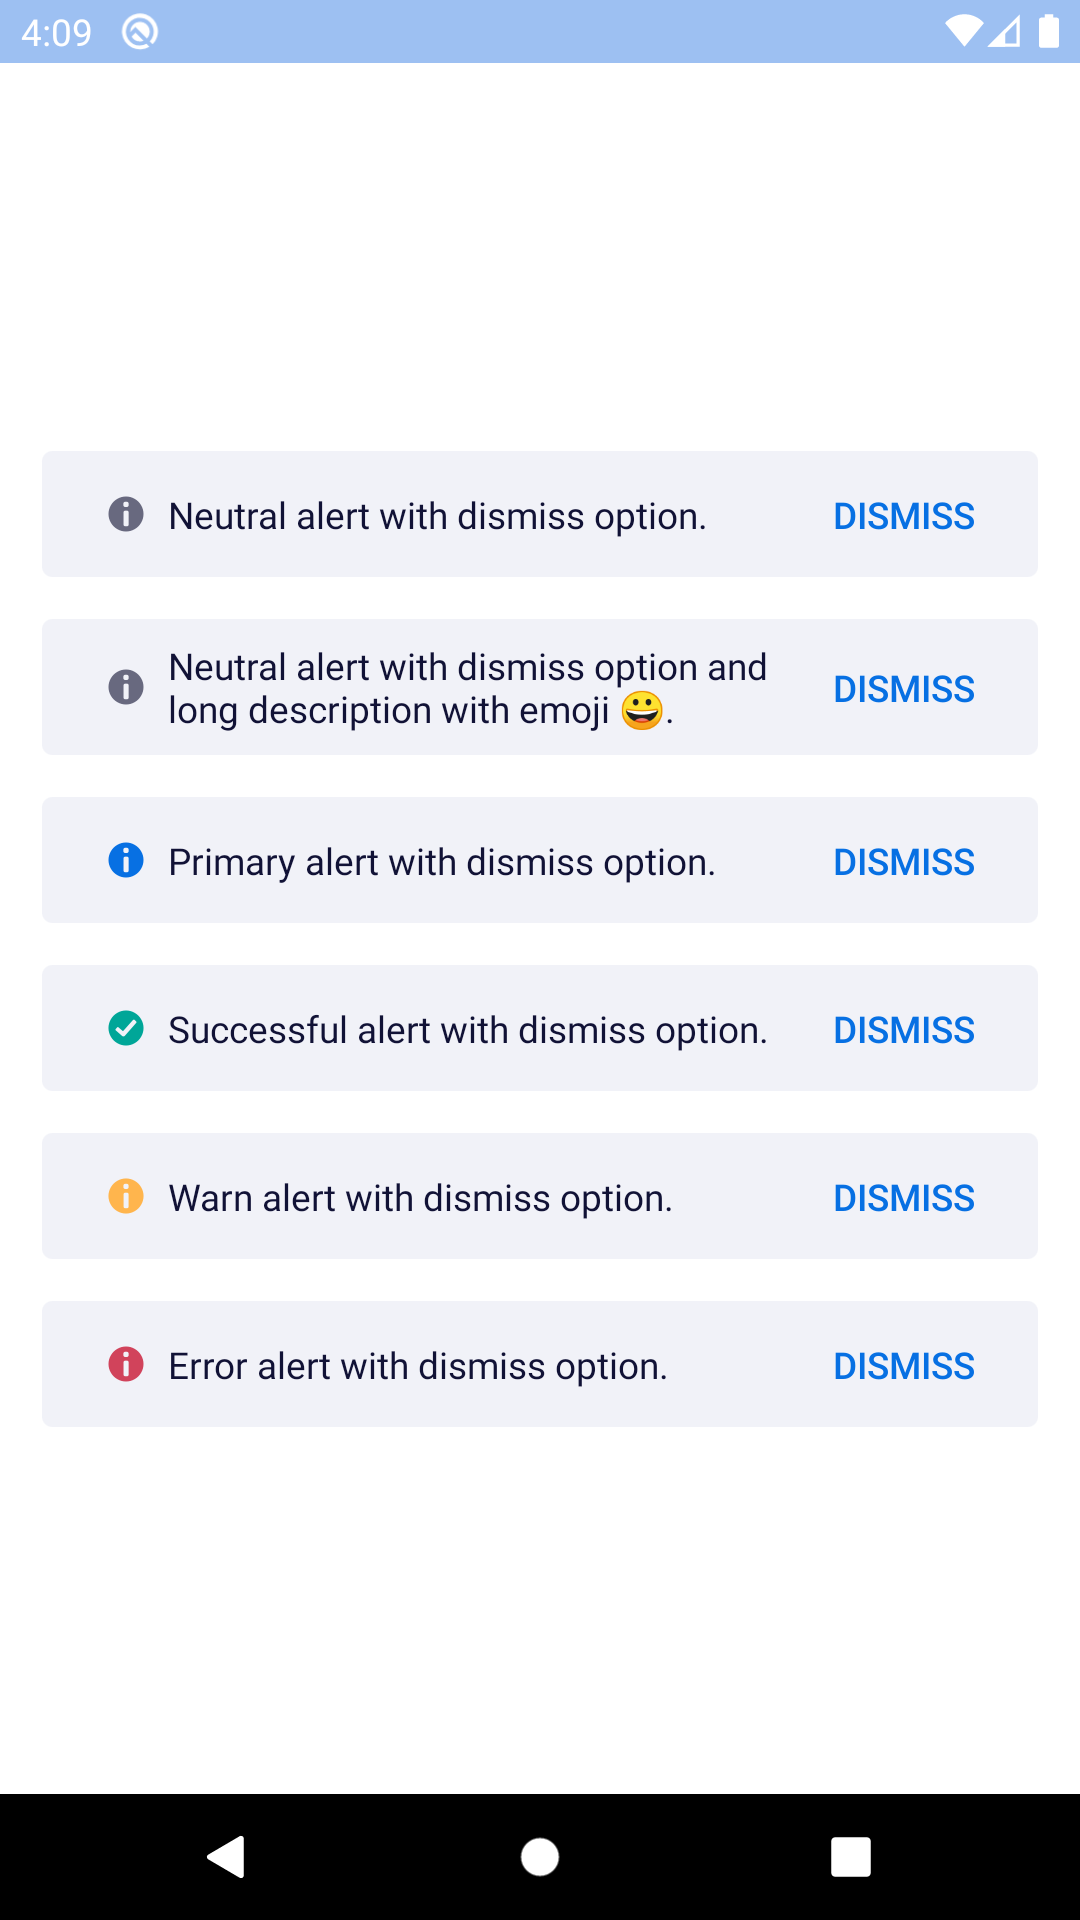 4:09
Neutral alert with dismiss option.
DISMISS
Neutral alert with dismiss option and
long description with emoji 😀.
DISMISS
Primary alert with dismiss option.
DISMISS
Successful alert with dismiss option.
DISMISS
Warn alert with dismiss option.
DISMISS
Error alert with dismiss option.
DISMISS